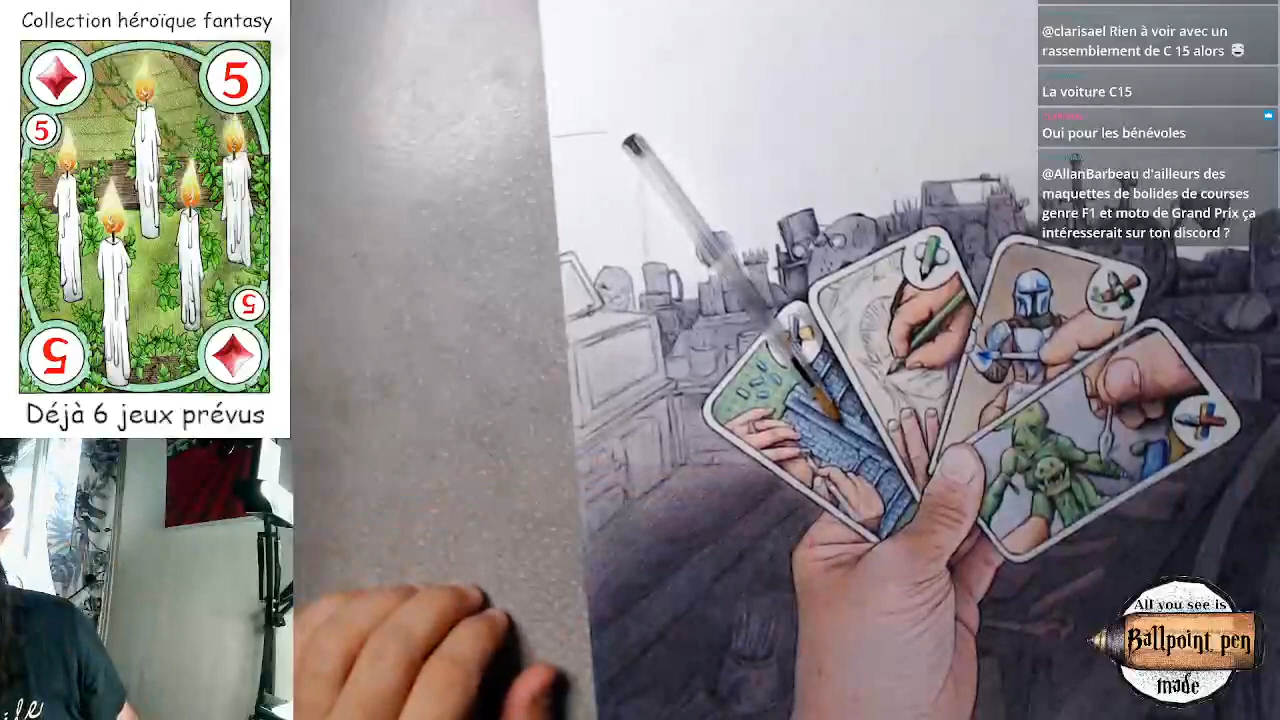 Collection héroïque fantasy
5
5
5
5
Déjà 6 jeux prévus
@clarisael Rien à voir avec un
rassemblement de C 15 alors
La voiture C15
Oui pour les bénévoles
@AllanBarbeau d'ailleurs des
maquettes de bolides de courses
genre F1 et moto de Grand Prix ça
intéresserait sur ton discord ?
All you see is
Ballpoint pen
made